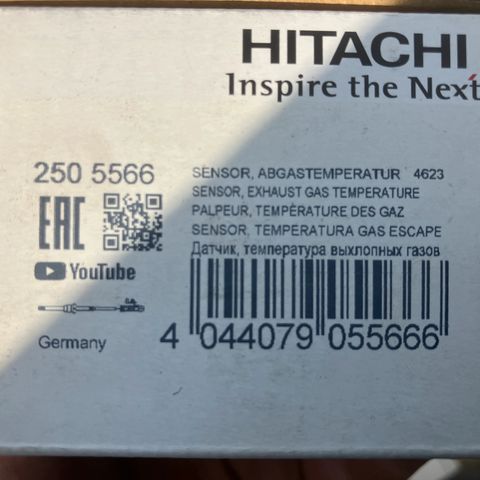 HITACHI
Inspire the Next
250 5566
SENSOR, ABGASTEMPERATUR 4623
SENSOR, EXHAUST GAS TEMPERATURE
PALPEUR, TEMPÉRATURE DES GAZ
SENSOR, TEMPERATURA GAS ESCAPE
Датчик, температура выхлопных газов
EAC
YouTube
Germany
4 044079 055666